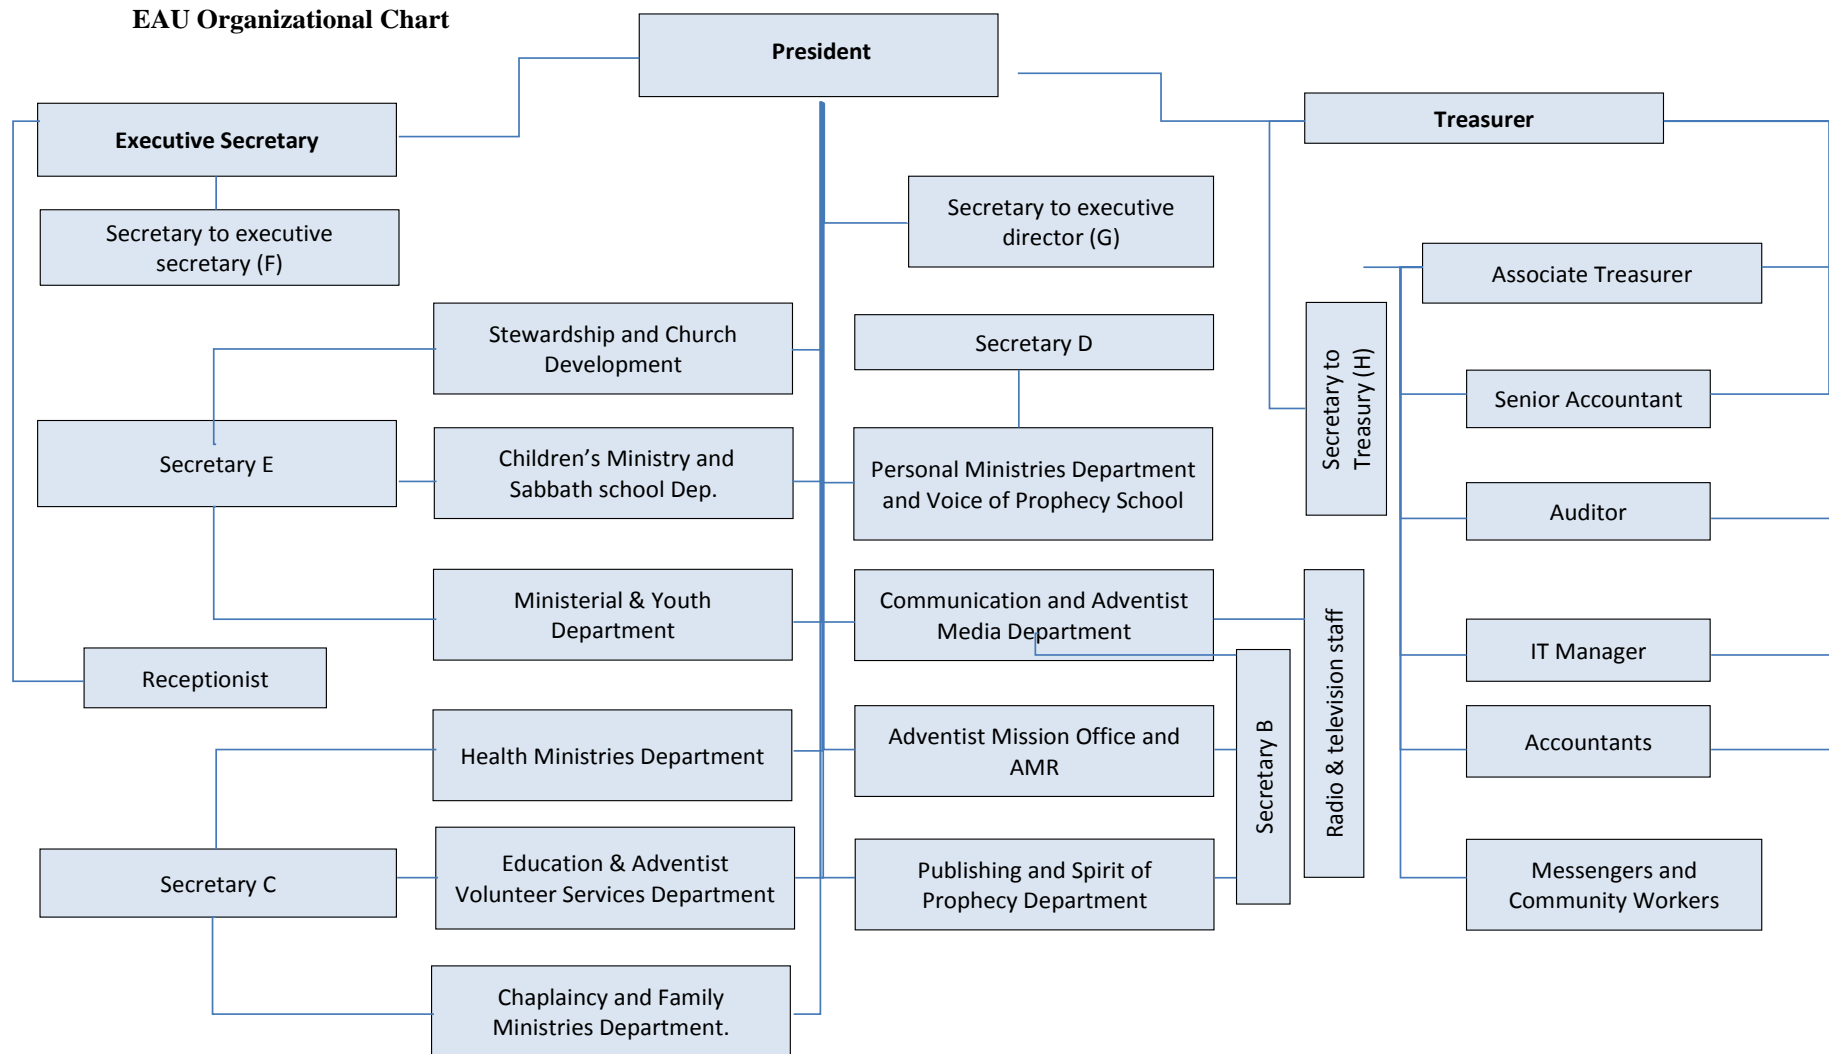 EAU Organizational Chart
President
Executive Secretary
Treasurer
Secretary to executive
secretary (F)
Secretary to executive
director (G)
Associate Treasurer
Stewardship and Church
Development
Secretary D
Secretary to
Treasury (H)
Senior Accountant
Secretary E
Children’s Ministry and
Sabbath school Dep.
Personal Ministries Department
and Voice of Prophecy School
Auditor
Ministerial & Youth
Department
Communication and Adventist
Media Department
Radio & television staff
IT Manager
Receptionist
Secretary B
Health Ministries Department
Adventist Mission Office and
AMR
Accountants
Secretary C
Education & Adventist
Volunteer Services Department
Publishing and Spirit of
Prophecy Department
Messengers and
Community Workers
Chaplaincy and Family
Ministries Department.